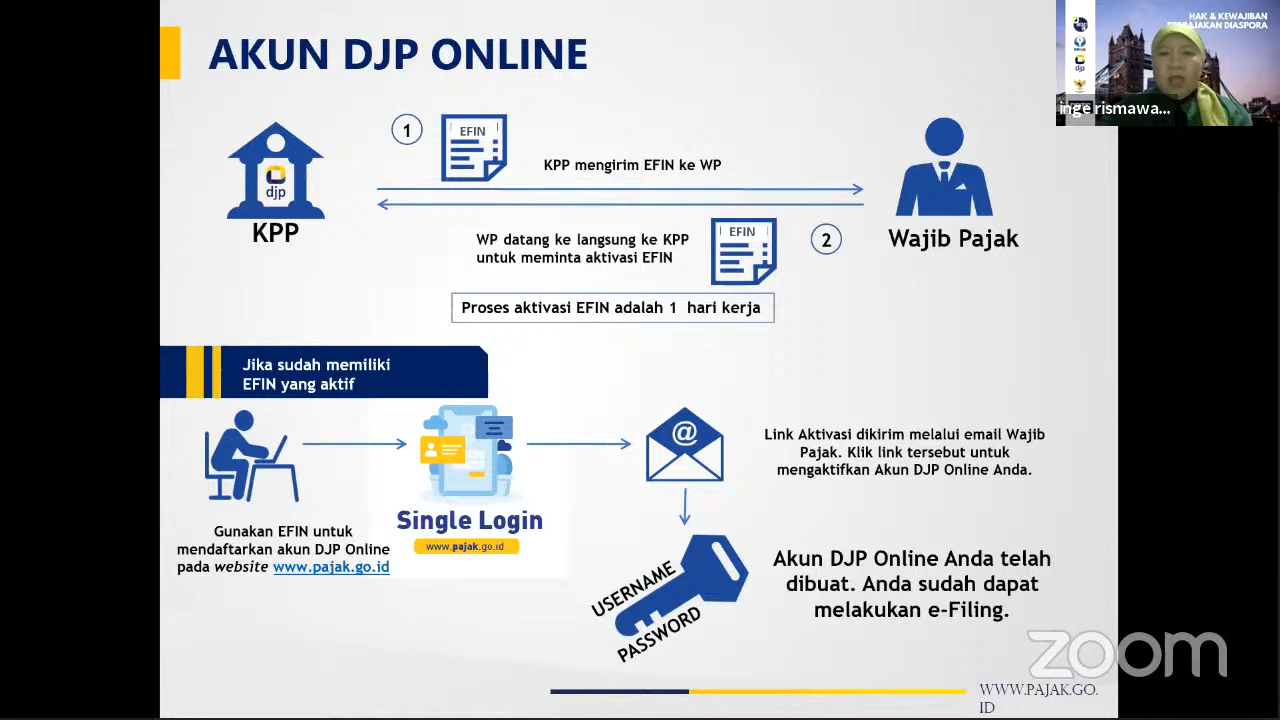 AKUN DJP ONLINE
HAK & KEWAJIBAN
PERPAJAKAN DIASPORA
djp
inge rismawa...
1
EFIN
KPP mengirim EFIN ke WP
djp
KPP
WP datang ke langsung ke KPP
untuk meminta aktivasi EFIN
EFIN
2
Wajib Pajak
Proses aktivasi EFIN adalah 1 hari kerja
Jika sudah memiliki
EFIN yang aktif
@
Link Aktivasi dikirim melalui email Wajib
Pajak. Klik link tersebut untuk
mengaktifkan Akun DJP Online Anda.
Single Login
www.pajak.go.id
Gunakan EFIN untuk
mendaftarkan akun DJP Online
pada website www.pajak.go.id
USERNAME
PASSWORD
Akun DJP Online Anda telah
dibuat. Anda sudah dapat
melakukan e-Filing.
zoom
WWW.PAJAK.GO.
ID